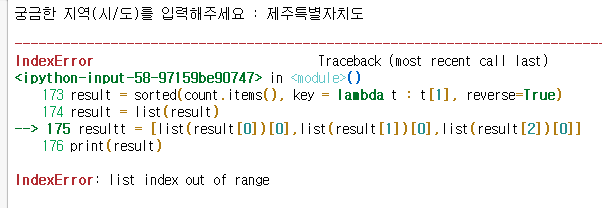 궁금한 지역(시/도)를 입력해주세요 : 제주특별자치도
---------------------------------------------------------------------------
IndexError                                Traceback (most recent call last)
<ipython-input-58-97159be90747> in <module>()
    173 result = sorted(count.items(), key = lambda t : t[1], reverse=True)
    174 result = list(result)
--> 175 resultt = [list(result[0])[0],list(result[1])[0],list(result[2])[0]]
    176 print(result)
IndexError: list index out of range